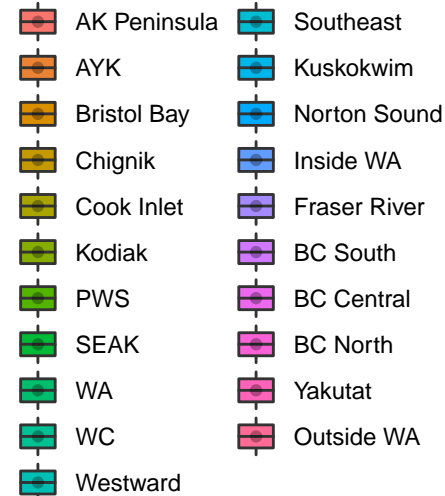 AK Peninsula
AYK
Bristol Bay
Chignik
Cook Inlet
Kodiak
PWS
SEAK
WA
WC
Westward
Southeast
Kuskokwim
Norton Sound
Inside WA
Fraser River
BC South
BC Central
BC North
Yakutat
Outside WA